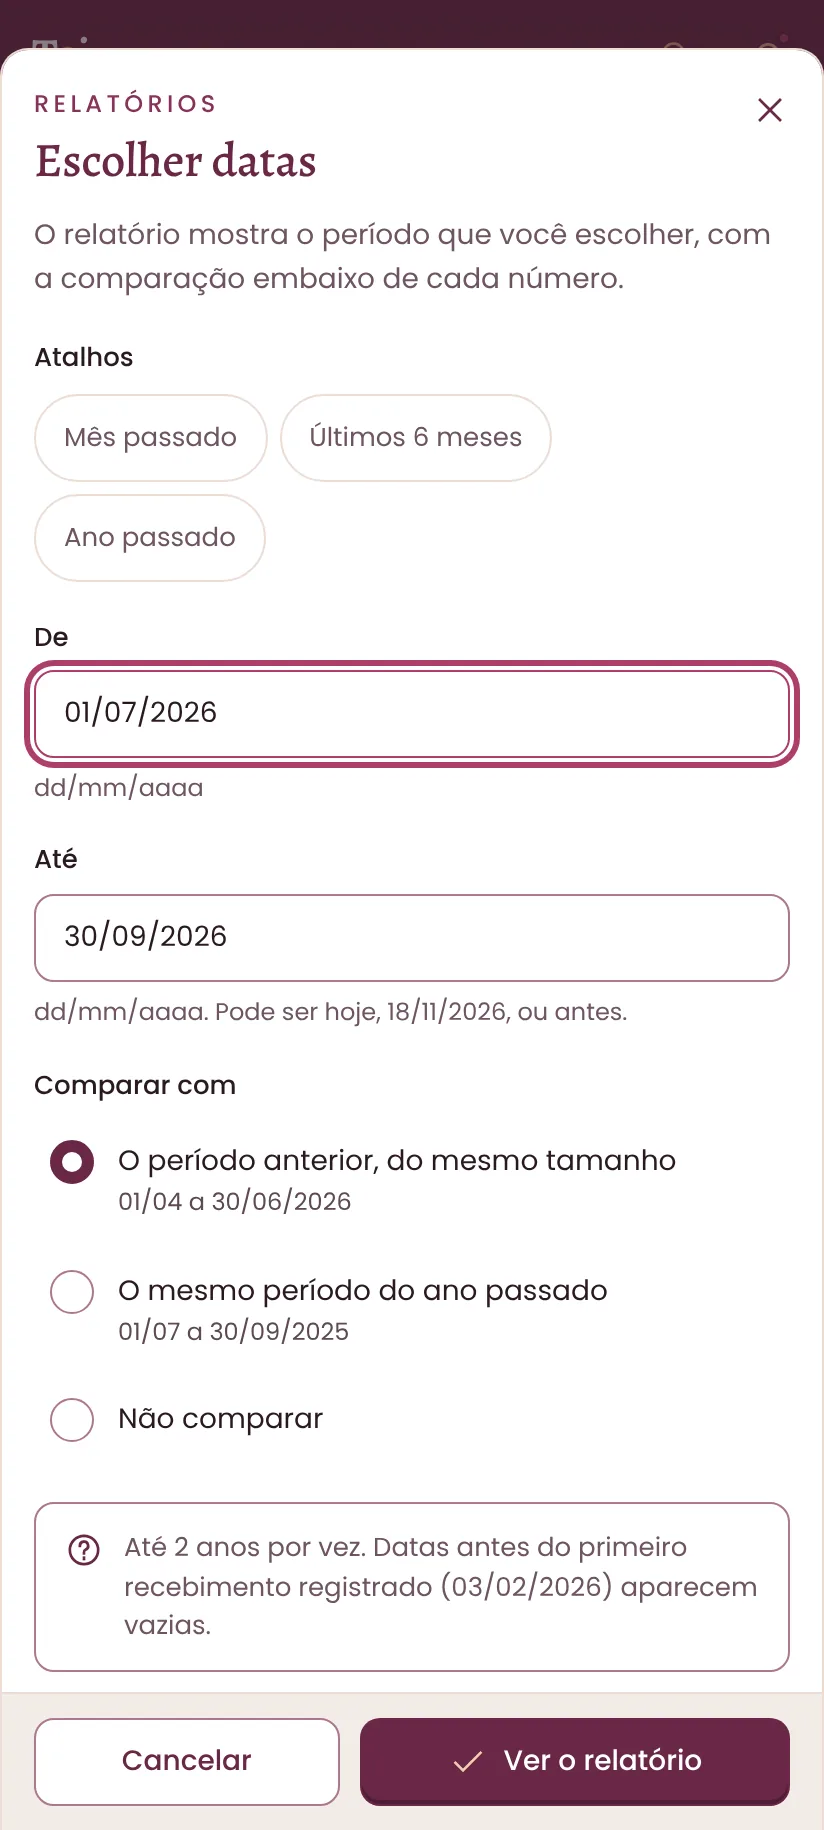 RELATÓRIOS
Escolher datas
O relatório mostra o período que você escolher, com
a comparação embaixo de cada número.
Atalhos
Mês passado
Últimos 6 meses
Ano passado
De
01/07/2026
dd/mm/aaaa
Até
30/09/2026
dd/mm/aaaa. Pode ser hoje, 18/11/2026, ou antes.
Comparar com
O período anterior, do mesmo tamanho
01/04 a 30/06/2026
O mesmo período do ano passado
01/07 a 30/09/2025
Não comparar
Até 2 anos por vez. Datas antes do primeiro
recebimento registrado (03/02/2026) aparecem
vazias.
Cancelar
Ver o relatório